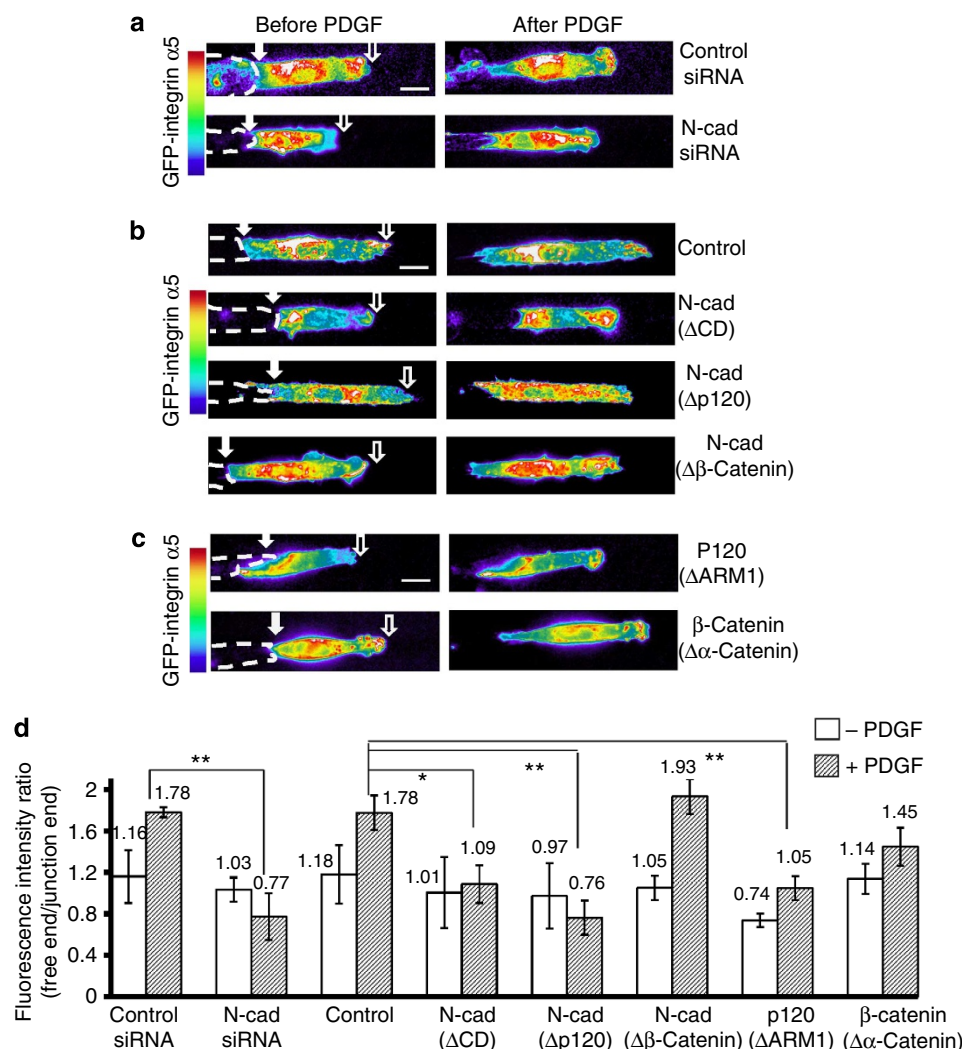 a
Before PDGF
After PDGF
GFP-integrin α5
Control
siRNA
N-cad
siRNA
b
GFP-integrin α5
Control
N-cad
(ΔCD)
N-cad
(Δp120)
N-cad
(Δβ-Catenin)
c
GFP-integrin α5
P120
(ΔARM1)
β-Catenin
(Δα-Catenin)
d
– PDGF
+ PDGF
Fluorescence intensity ratio
(free end/junction end)
2
1.6
1.2
0.8
0.4
0
**
*
**
**
1.16
1.78
1.03
0.77
1.18
1.78
1.01
1.09
0.97
0.76
1.05
1.93
0.74
1.05
1.14
1.45
Control
siRNA
N-cad
siRNA
Control
N-cad
(ΔCD)
N-cad
(Δp120)
N-cad
(Δβ-Catenin)
p120
(ΔARM1)
β-catenin
(Δα-Catenin)